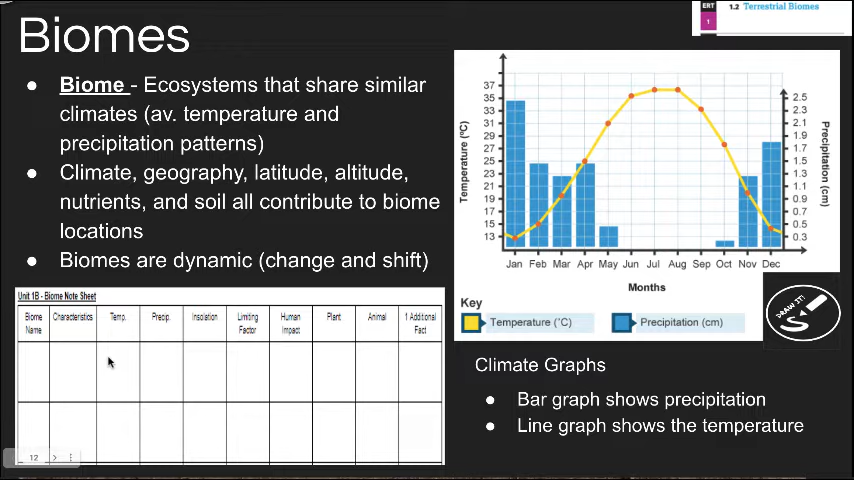 Biomes
ERT
1
1.2 Terrestrial Biomes
● Biome - Ecosystems that share similar
climates (av. temperature and
precipitation patterns)
● Climate, geography, latitude, altitude,
nutrients, and soil all contribute to biome
locations
● Biomes are dynamic (change and shift)
Temperature (°C)
37
35
33
31
29
27
25
23
21
19
17
15
13
2.5
2.3
2.1
1.9
1.7
1.5
1.3
1.1
0.9
0.7
0.5
0.3
Precipitation (cm)
Jan Feb Mar Apr May Jun Jul Aug Sep Oct Nov Dec
Months
Key
Temperature (°C) Precipitation (cm)
DRAW IT!
Unit 1B - Biome Note Sheet
Biome Name Characteristics Temp. Precip. Insolation Limiting Factor Human Impact Plant Animal 1 Additional Fact
12
Climate Graphs
● Bar graph shows precipitation
● Line graph shows the temperature